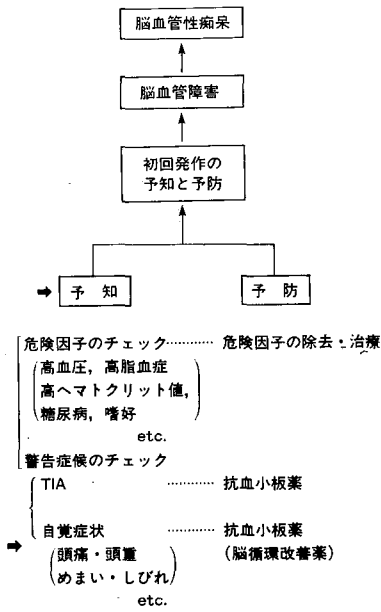 脳血管性痴呆
脳血管障害
初回発作の
予知と予防
➡ 予 知
予 防
危険因子のチェック………… 危険因子の除去・治療
高血圧,高脂血症
高ヘマトクリット値,
糖尿病,嗜好
etc.
警告症候のチェック
TIA ………… 抗血小板薬
➡ 自覚症状 ………… 抗血小板薬
(頭痛・頭重 (脳循環改善薬)
めまい・しびれ)
etc.